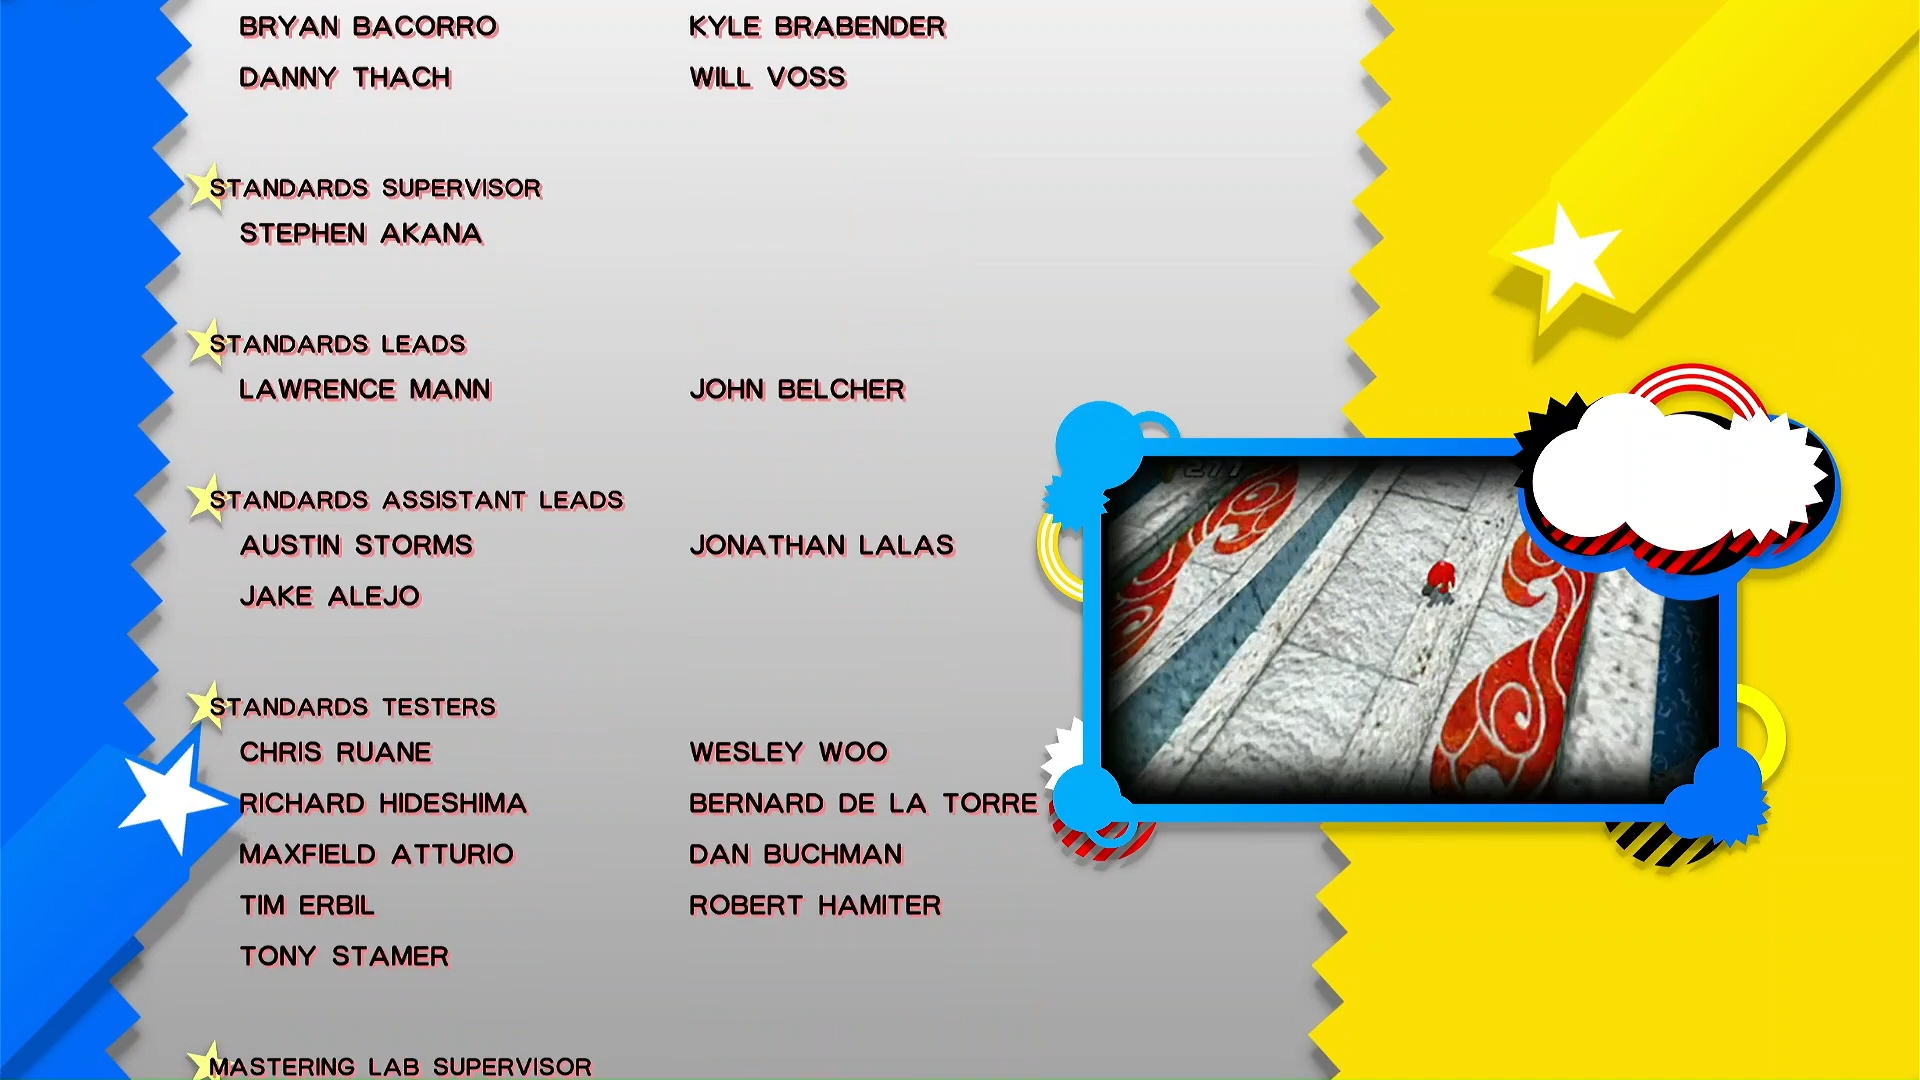 BRYAN BACORRO KYLE BRABENDER
DANNY THACH WILL VOSS
STANDARDS SUPERVISOR
STEPHEN AKANA
STANDARDS LEADS
LAWRENCE MANN JOHN BELCHER
STANDARDS ASSISTANT LEADS
AUSTIN STORMS JONATHAN LALAS
JAKE ALEJO
STANDARDS TESTERS
CHRIS RUANE WESLEY WOO
RICHARD HIDESHIMA BERNARD DE LA TORRE
MAXFIELD ATTURIO DAN BUCHMAN
TIM ERBIL ROBERT HAMITER
TONY STAMER
MASTERING LAB SUPERVISOR